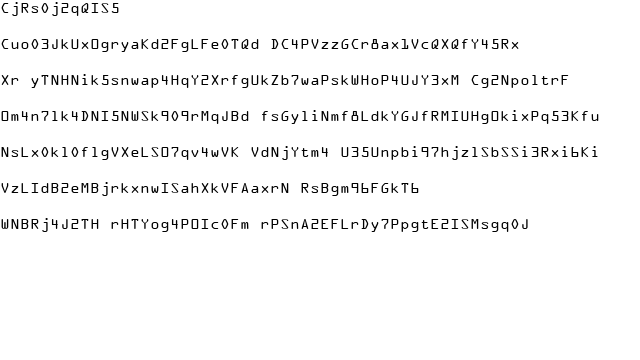 CjRs0j2qQIS5
Cuo03JkUxOgryaKd2FgLFe0TQd DC4PVzzGCr8ax1VcQXQfY45Rx
Xr yTNHNik5snwap4HqY2XrfgUkZb7waPskWHoP4UJY3xM Cg2NpoltrF
Om4n7lk4DNI5NWSk909rMqJBd fsGyliNmf8LdkYGJfRMIUHgOkixPq53Kfu
NsLx0kl0flgVXeLSO7qv4wVK VdNjYtm4 U35Unpbi97hjzlSbSSi3Rxi6Ki
VzLIdB2eMBjrkxnwISahXkVFAaxrN RsBgm96FGkT6
WNBRj4J2TH rHTYog4POIc0Fm rPSnA2EFLrDy7PpgtE2ISMsgq0J